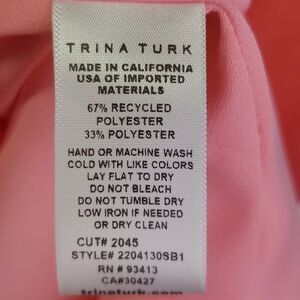 TRINA TURK
MADE IN CALIFORNIA
USA OF IMPORTED
MATERIALS
67% RECYCLED
POLYESTER
33% POLYESTER
HAND OR MACHINE WASH
COLD WITH LIKE COLORS
LAY FLAT TO DRY
DO NOT BLEACH
DO NOT TUMBLE DRY
LOW IRON IF NEEDED
OR DRY CLEAN
CUT# 2045
STYLE# 2204130SB1
RN # 93413
CA#30427
trinaturk.com